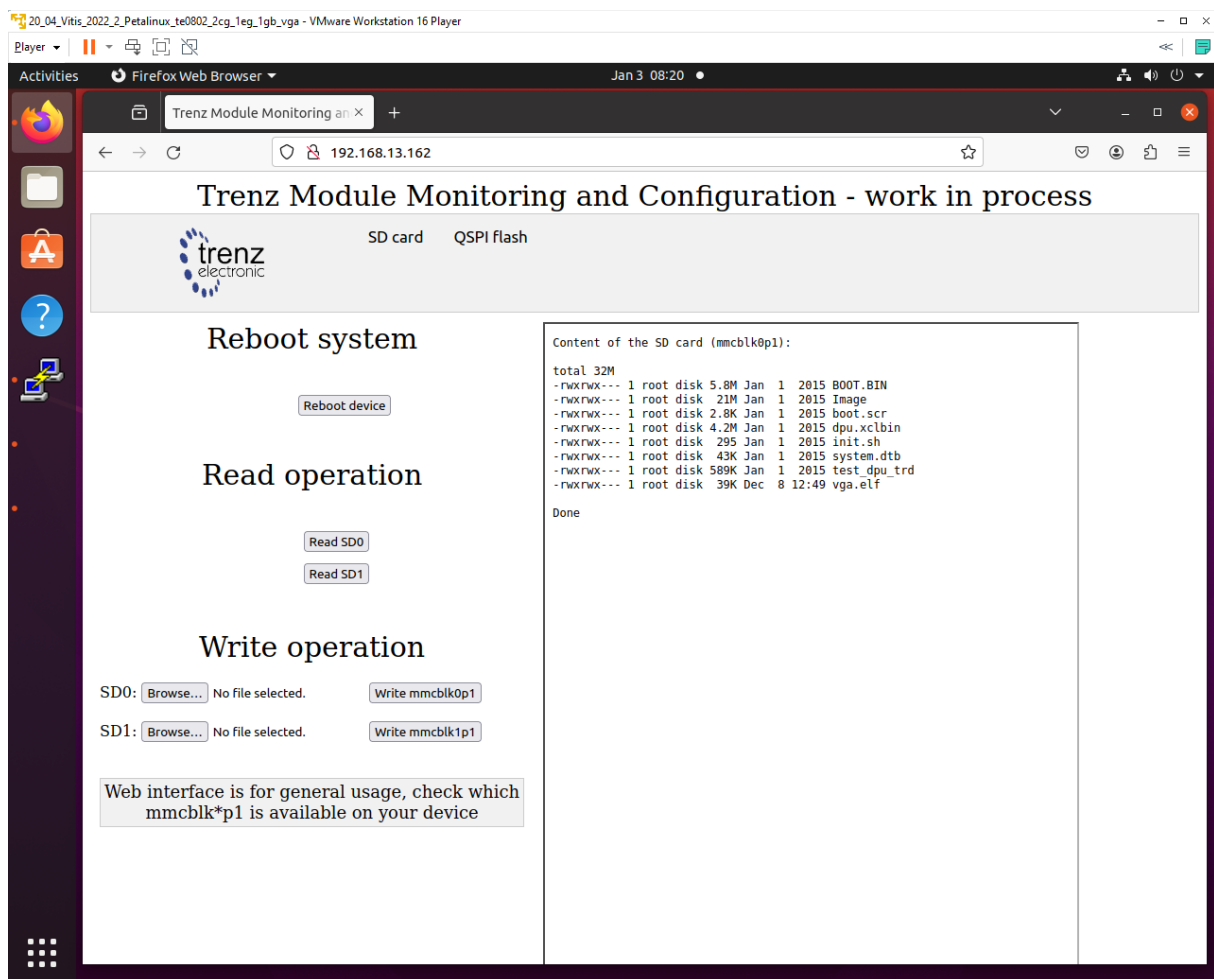 20_04_Vitis_2022_2_Petalinux_te0802_2cg_1eg_1gb_vga - VMware Workstation 16 Player
Player
Activities
Firefox Web Browser
Jan 3 08:20
Trenz Module Monitoring an
192.168.13.162
Trenz Module Monitoring and Configuration - work in process
trenz
electronic
SD card QSPI flash
Reboot system
Reboot device
Read operation
Read SD0
Read SD1
Write operation
SD0: Browse... No file selected. Write mmcblk0p1
SD1: Browse... No file selected. Write mmcblk1p1
Web interface is for general usage, check which
mmcblk*p1 is available on your device
Content of the SD card (mmcblk0p1):
total 32M
-rwxrwx--- 1 root disk 5.8M Jan  1  2015 BOOT.BIN
-rwxrwx--- 1 root disk  21M Jan  1  2015 Image
-rwxrwx--- 1 root disk 2.8K Jan  1  2015 boot.scr
-rwxrwx--- 1 root disk 4.2M Jan  1  2015 dpu.xclbin
-rwxrwx--- 1 root disk  295 Jan  1  2015 init.sh
-rwxrwx--- 1 root disk  43K Jan  1  2015 system.dtb
-rwxrwx--- 1 root disk 589K Jan  1  2015 test_dpu_trd
-rwxrwx--- 1 root disk  39K Dec  8 12:49 vga.elf
Done